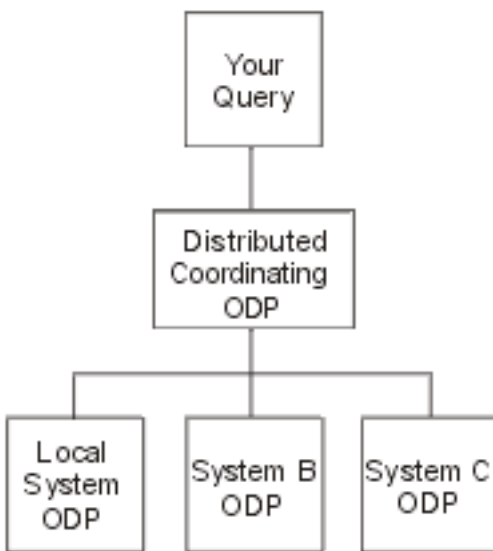 Your
Query
Distributed
Coordinating
ODP
Local
System
ODP
System B
ODP
System C
ODP